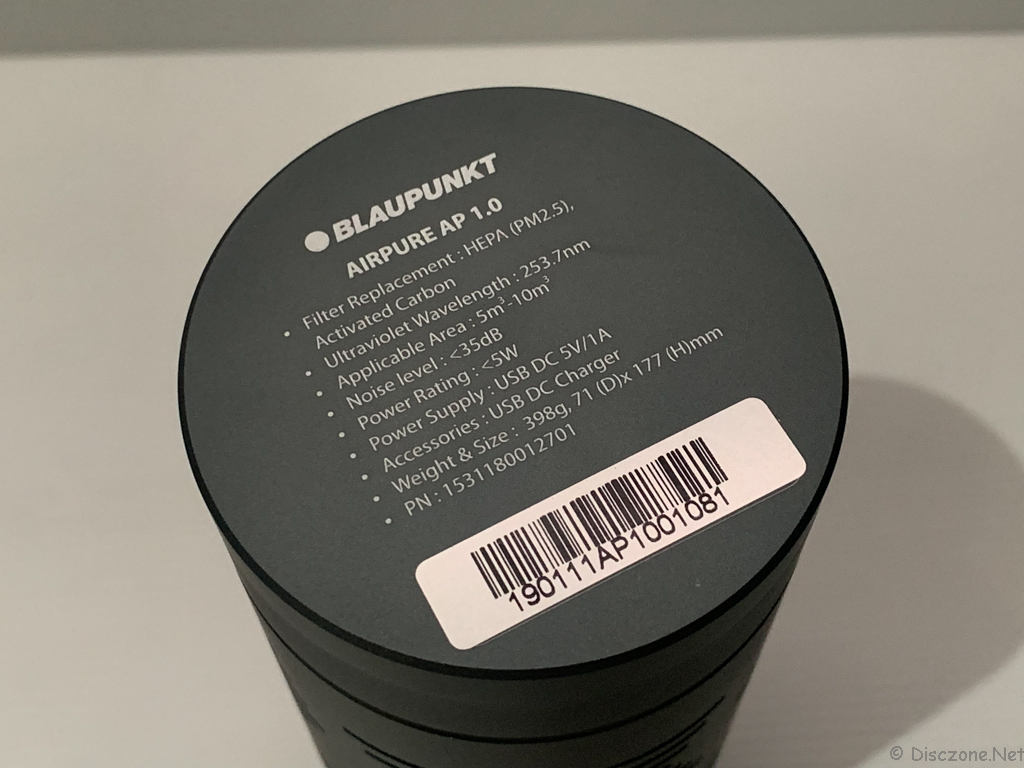 BLAUPUNKT
AIRPURE AP 1.0
• Filter Replacement : HEPA (PM2.5),
Activated Carbon
• Ultraviolet Wavelength : 253.7nm
• Applicable Area : 5m³-10m³
• Noise level : <35dB
• Power Rating : <5W
• Power Supply : USB DC 5V/1A
• Accessories : USB DC Charger
• Weight & Size : 398g, 71 (D)x 177 (H)mm
• PN : 1531180012701
190111AP1001081
© Disczone.Net